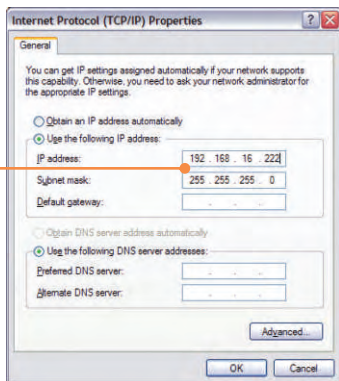 Internet Protocol (TCP/IP) Properties
General
You can get IP settings assigned automatically if your network supports
this capability. Otherwise, you need to ask your network administrator for
the appropriate IP settings.
Obtain an IP address automatically
Use the following IP address:
IP address: 192 . 168 . 16 . 222
Subnet mask: 255 . 255 . 255 . 0
Default gateway: . . .
Obtain DNS server address automatically
Use the following DNS server addresses:
Preferred DNS server: . . .
Alternate DNS server: . . .
Advanced...
OK Cancel